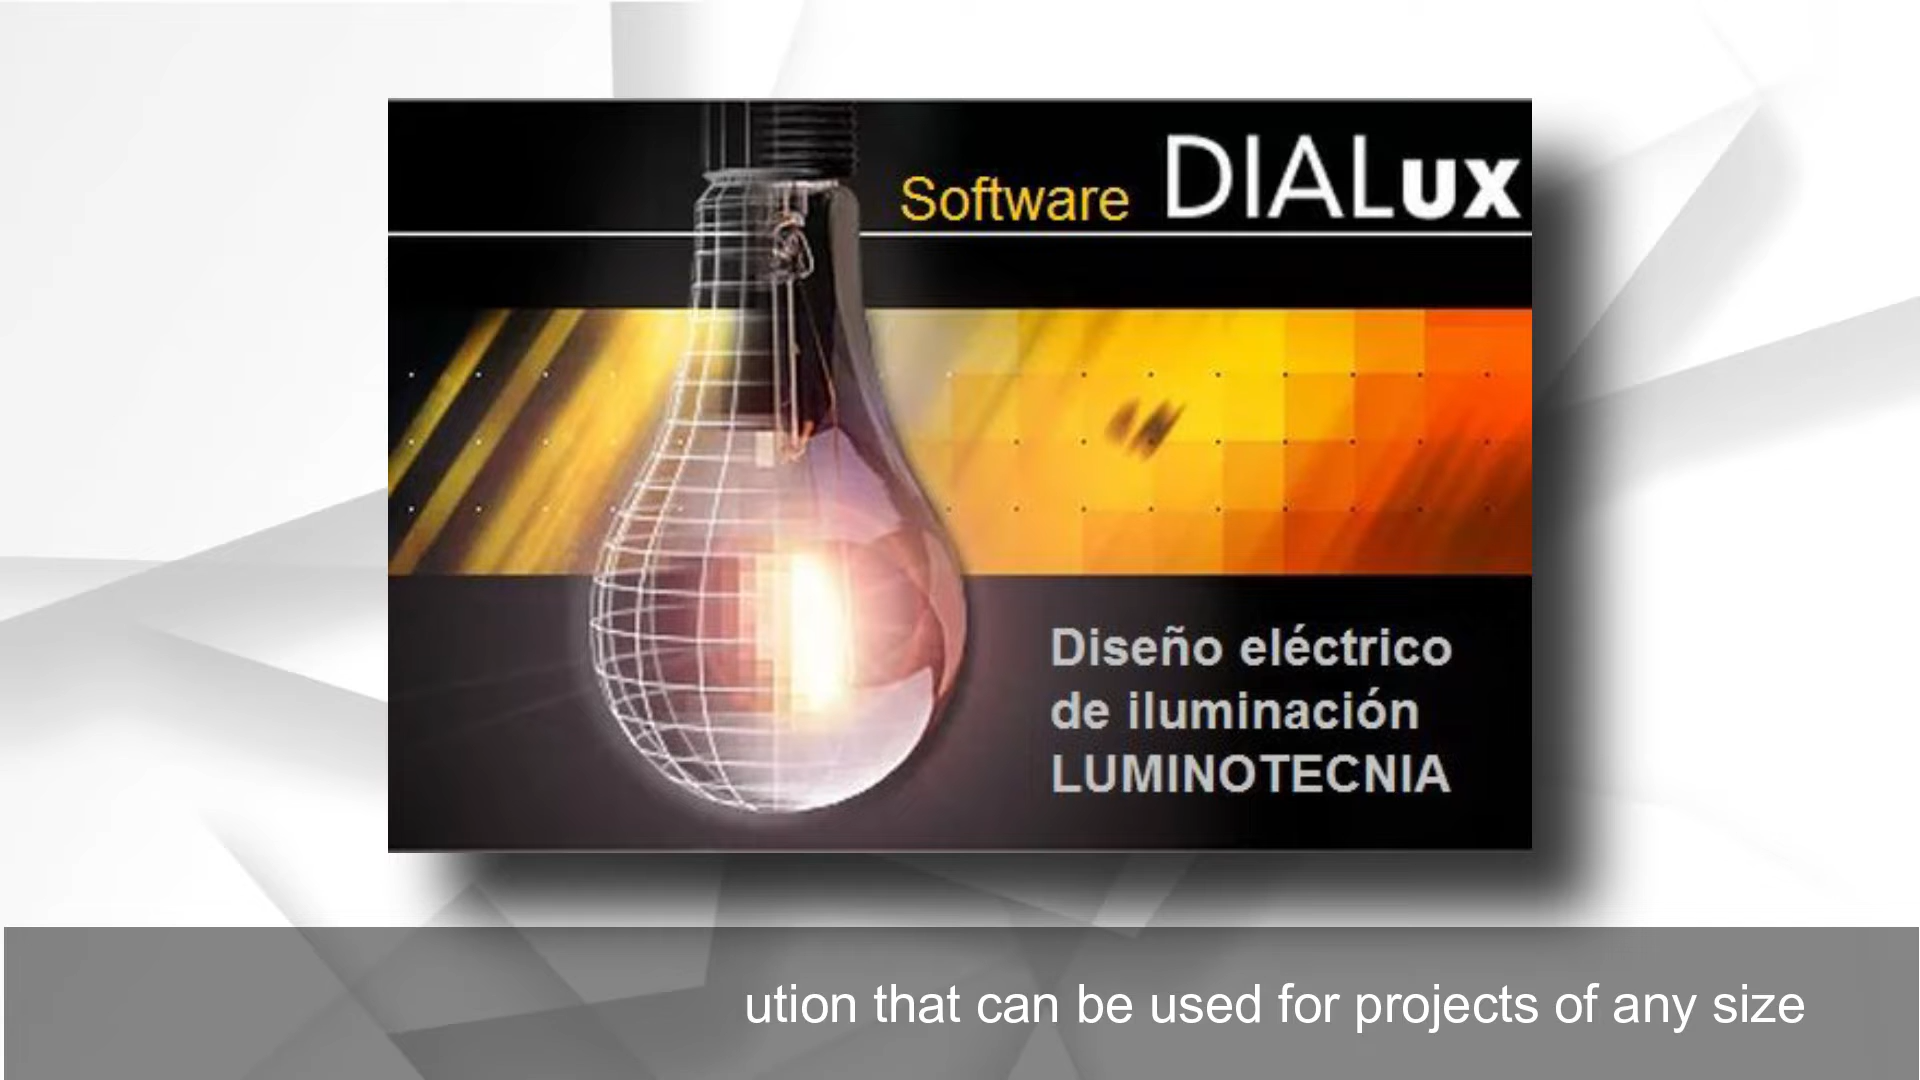 Software DIALux
Diseño eléctrico
de iluminación
LUMINOTECNIA
ution that can be used for projects of any size